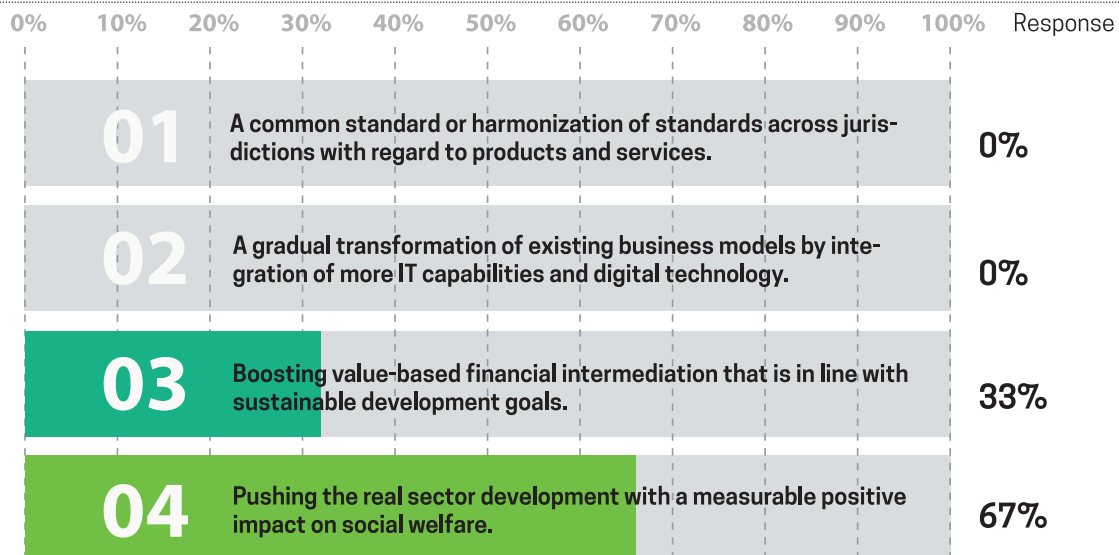 0% 10% 20% 30% 40% 50% 60% 70% 80% 90% 100% Response
01
A common standard or harmonization of standards across juris-
dictions with regard to products and services.
0%
02
A gradual transformation of existing business models by inte-
gration of more IT capabilities and digital technology.
0%
03
Boosting value-based financial intermediation that is in line with
sustainable development goals.
33%
04
Pushing the real sector development with a measurable positive
impact on social welfare.
67%